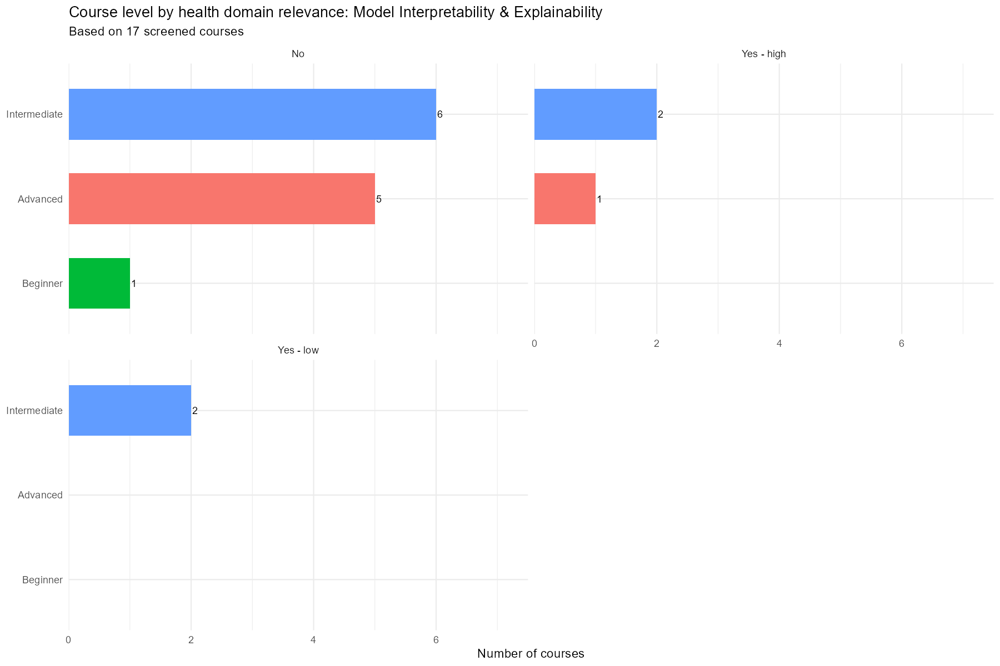 Course level by health domain relevance: Model Interpretability & Explainability
Based on 17 screened courses
No
Yes - high
Intermediate
6
2
Advanced
5
1
Beginner
1
0 2 4 6
Yes - low
Intermediate
2
Advanced
Beginner
0 2 4 6
Number of courses